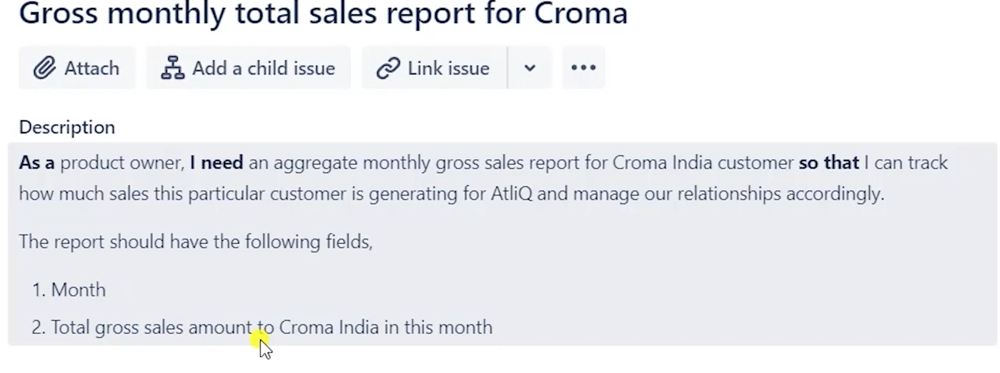 Gross monthly total sales report for Croma
Attach
Add a child issue
Link issue
Description
As a product owner, I need an aggregate monthly gross sales report for Croma India customer so that I can track
how much sales this particular customer is generating for AtliQ and manage our relationships accordingly.
The report should have the following fields,
1. Month
2. Total gross sales amount to Croma India in this month